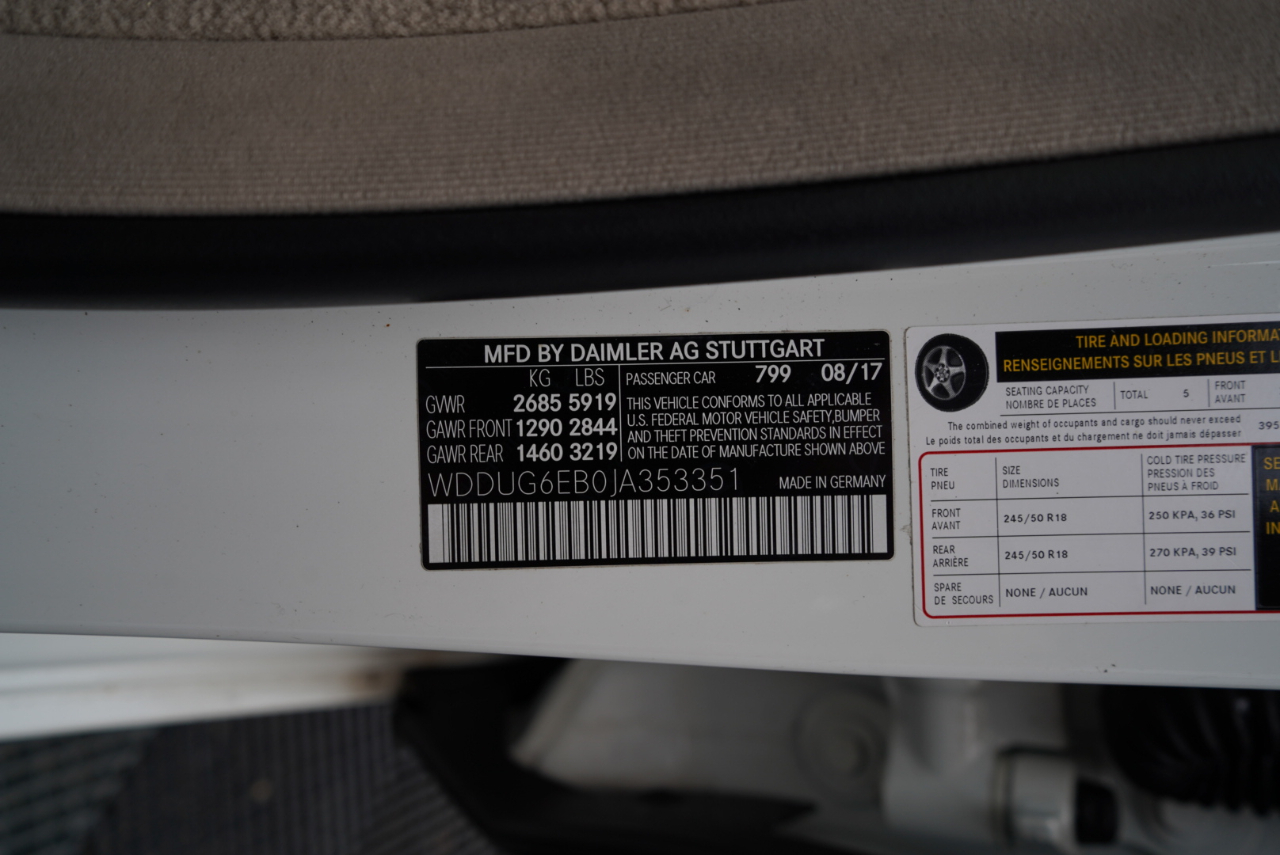 MFD BY DAIMLER AG STUTTGART
KG LBS
GVWR 2685 5919
GAWR FRONT 1290 2844
GAWR REAR 1460 3219
PASSENGER CAR 799 08/17
THIS VEHICLE CONFORMS TO ALL APPLICABLE
U.S. FEDERAL MOTOR VEHICLE SAFETY,BUMPER
AND THEFT PREVENTION STANDARDS IN EFFECT
ON THE DATE OF MANUFACTURE SHOWN ABOVE
WDDUG6EB0JA353351 MADE IN GERMANY
TIRE AND LOADING INFORMA
RENSEIGNEMENTS SUR LES PNEUS ET L
SEATING CAPACITY
NOMBRE DE PLACES
TOTAL 5
FRONT
AVANT
The combined weight of occupants and cargo should never exceed
Le poids total des occupants et du chargement ne doit jamais dépasser
395
TIRE
PNEU
SIZE
DIMENSIONS
COLD TIRE PRESSURE
PRESSION DES
PNEUS À FROID
FRONT
AVANT
245/50 R18
250 KPA, 36 PSI
REAR
ARRIÈRE
245/50 R18
270 KPA, 39 PSI
SPARE
DE SECOURS
NONE / AUCUN
NONE / AUCUN